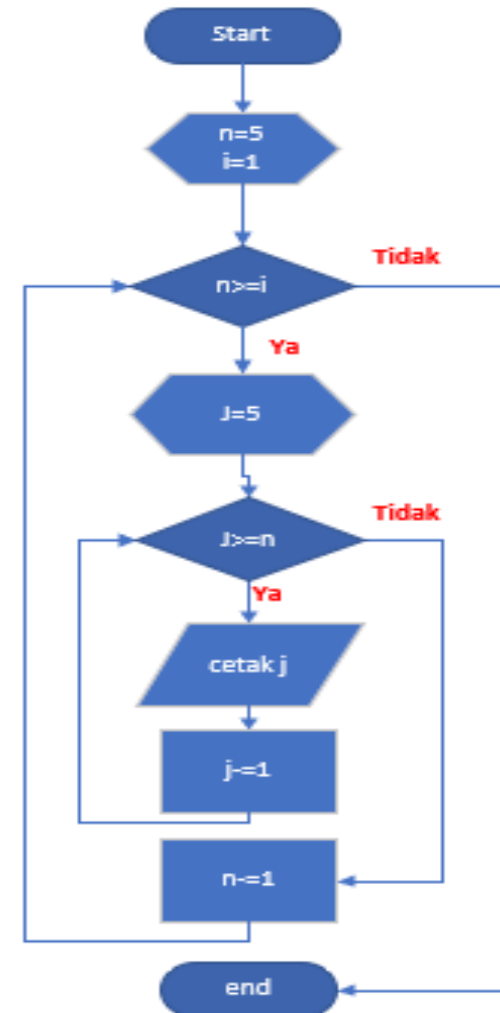 Start
n=5
i=1
n>=i
Tidak
Ya
J=5
J>=n
Tidak
Ya
cetak j
j-=1
n-=1
end